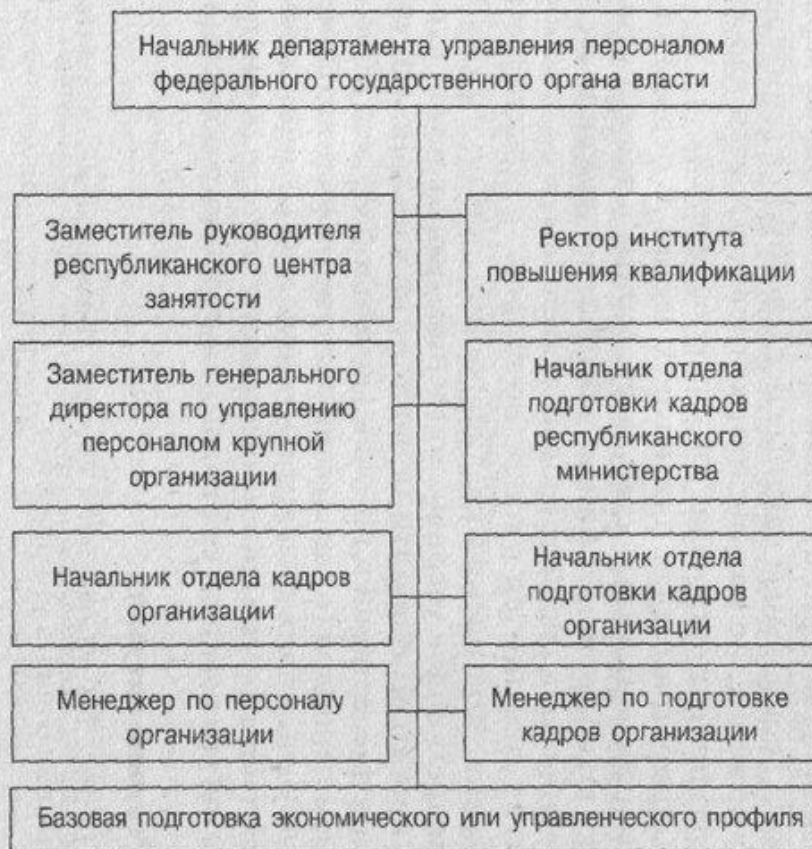 Начальник департамента управления персоналом
федерального государственного органа власти
Заместитель руководителя
республиканского центра
занятости
Ректор института
повышения квалификации
Заместитель генерального
директора по управлению
персоналом крупной
организации
Начальник отдела
подготовки кадров
республиканского
министерства
Начальник отдела кадров
организации
Начальник отдела
подготовки кадров
организации
Менеджер по персоналу
организации
Менеджер по подготовке
кадров организации
Базовая подготовка экономического или управленческого профиля